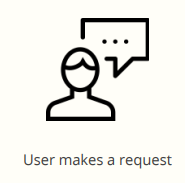 User makes a request